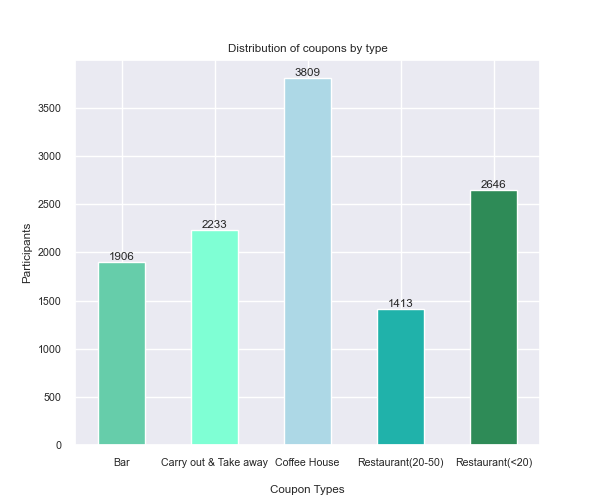 Distribution of coupons by type
3809
2646
2233
1906
1413
3500
3000
2500
2000
1500
1000
500
0
Participants
Bar
Carry out & Take away
Coffee House
Restaurant(20-50)
Restaurant(<20)
Coupon Types